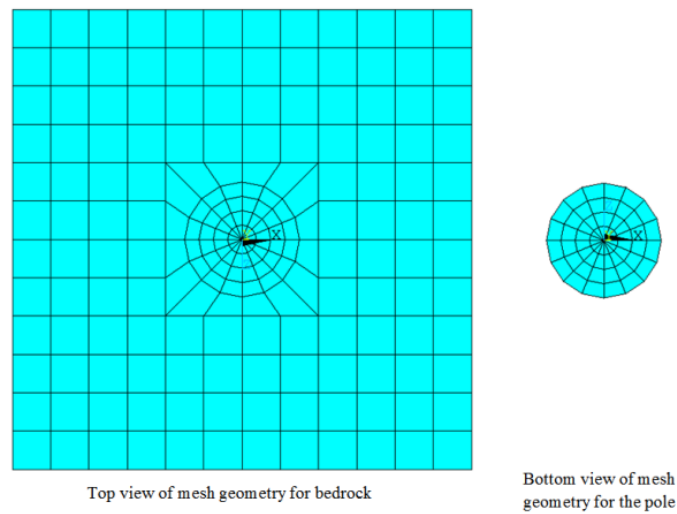 X
X
Top view of mesh geometry for bedrock
Bottom view of mesh
geometry for the pole